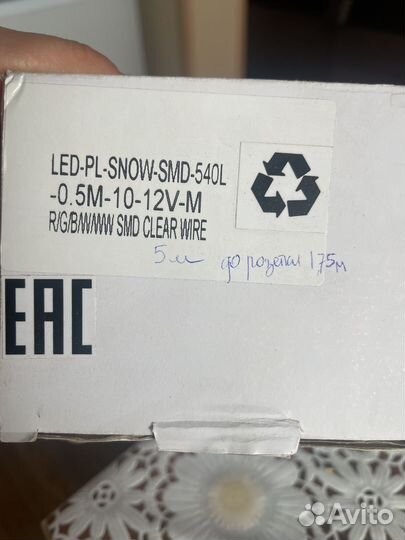 LED-PL-SNOW-SMD-540L
-0.5M-10-12V-M
R/G/B/W/WW SMD CLEAR WIRE
5м до розетки 1,75м
EAC
Avito